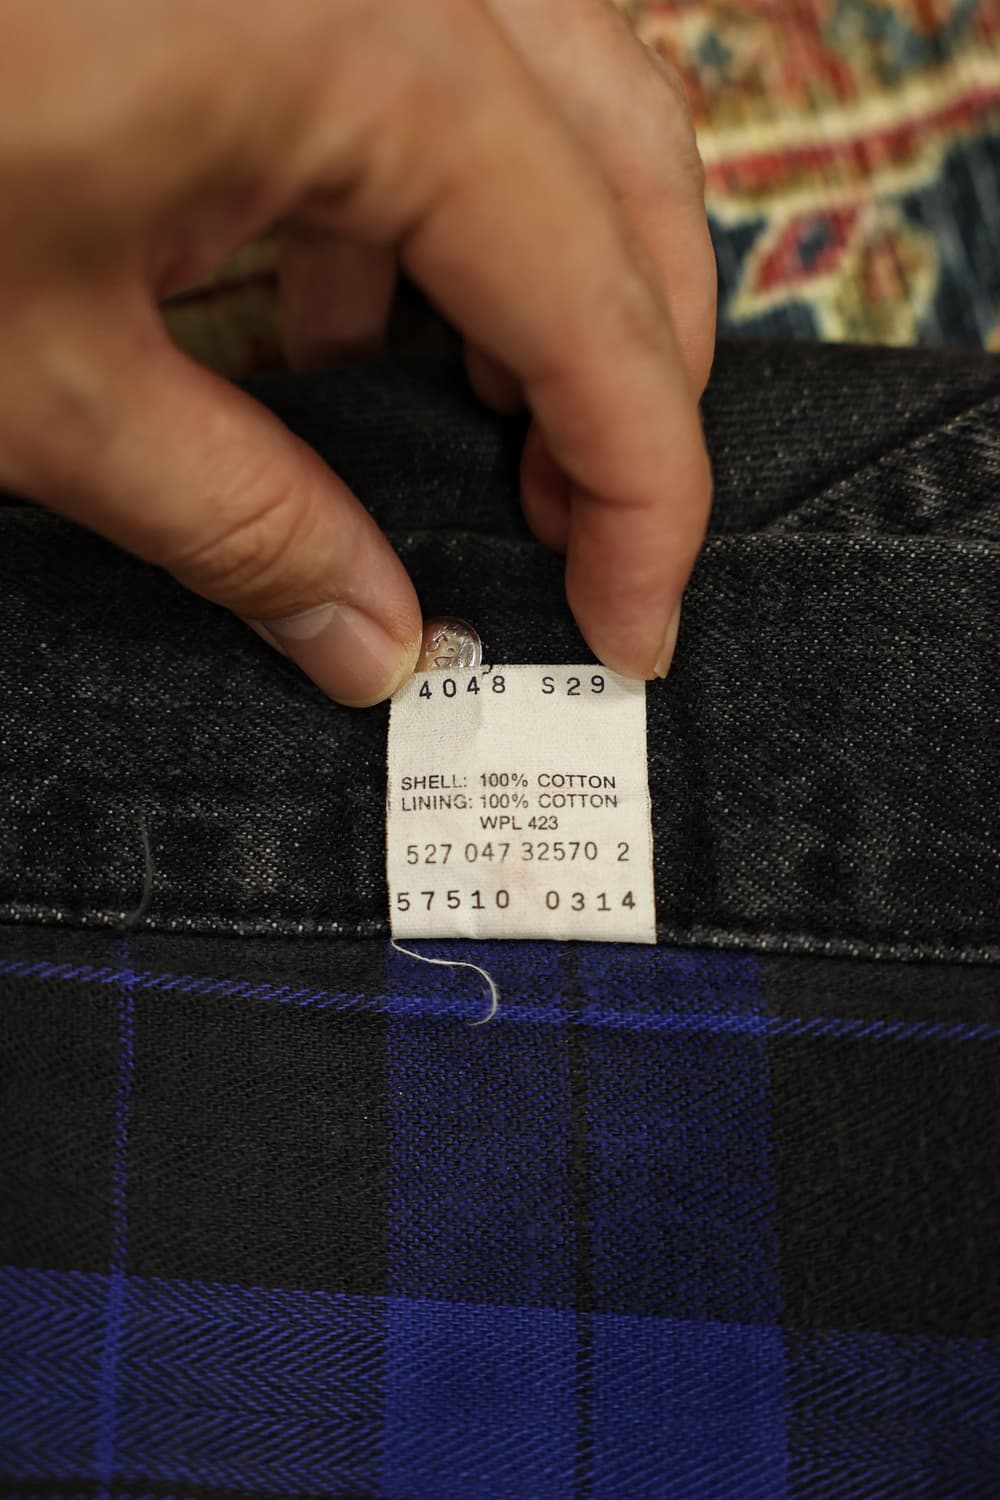 4048 S29
SHELL: 100% COTTON
LINING: 100% COTTON
WPL 423
527 047 32570 2
57510 0314